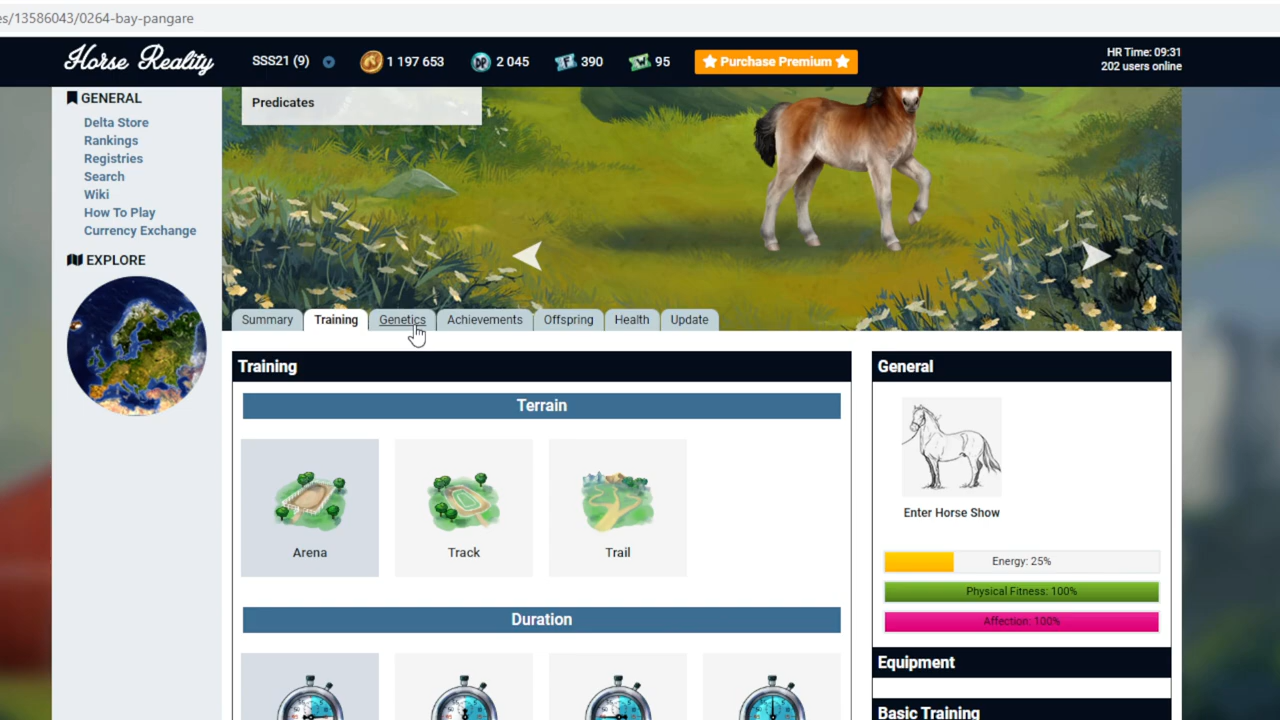 es/13586043/0264-bay-pangare
Horse Reality
SSS21 (9)
1 197 653
DP
2 045
F
390
W
95
Purchase Premium
HR Time: 09:31
202 users online
GENERAL
Delta Store
Rankings
Registries
Search
Wiki
How To Play
Currency Exchange
EXPLORE
Predicates
Summary
Training
Genetics
Achievements
Offspring
Health
Update
Training
Terrain
Arena
Track
Trail
Duration
General
Enter Horse Show
Energy: 25%
Physical Fitness: 100%
Affection: 100%
Equipment
Basic Training